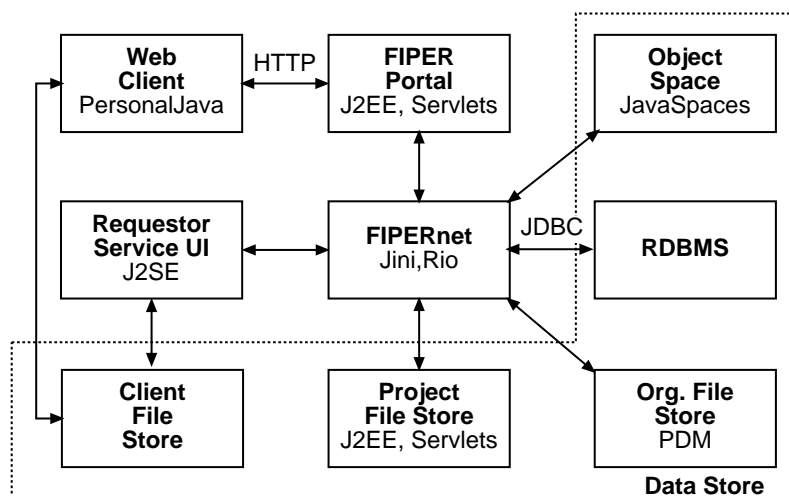 Web
Client
PersonalJava
HTTP
FIPER
Portal
J2EE, Servlets
Object
Space
JavaSpaces
Requestor
Service UI
J2SE
FIPERnet
Jini,Rio
JDBC
RDBMS
Client
File
Store
Project
File Store
J2EE, Servlets
Org. File
Store
PDM
Data Store